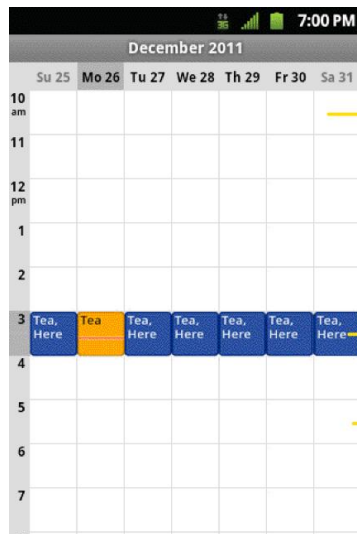 3G 7:00 PM
December 2011
Su 25 Mo 26 Tu 27 We 28 Th 29 Fr 30 Sa 31
10
am
11
12
pm
1
2
3 Tea, Tea Tea, Tea, Tea, Tea, Tea,
Here Here Here Here Here Here
4
5
6
7